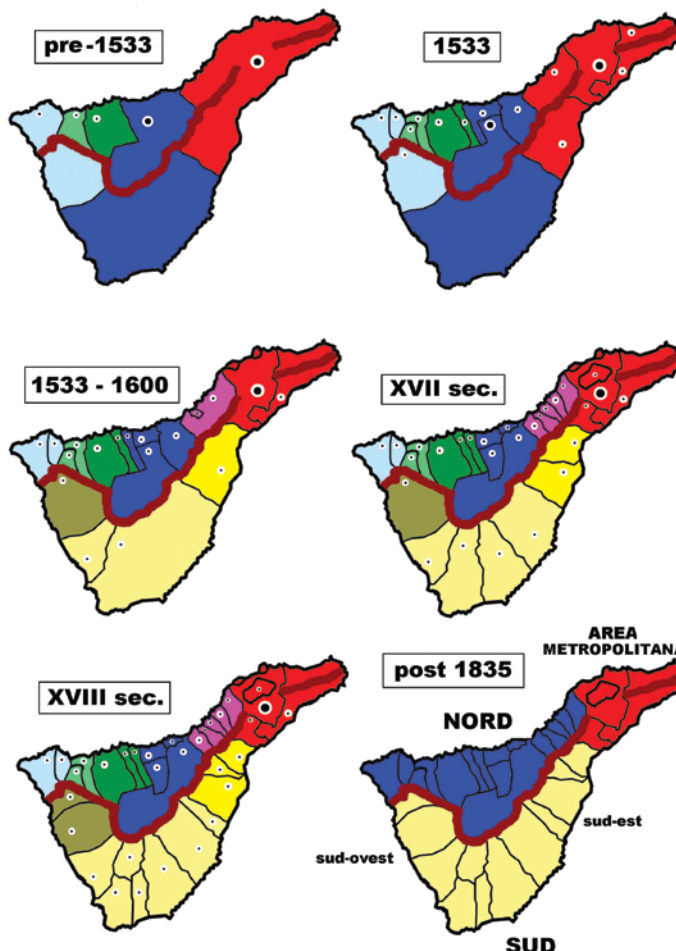 pre-1533
1533
1533 - 1600
XVII sec.
XVIII sec.
post 1835
AREA
METROPOLITANA
NORD
sud-est
sud-ovest
SUD